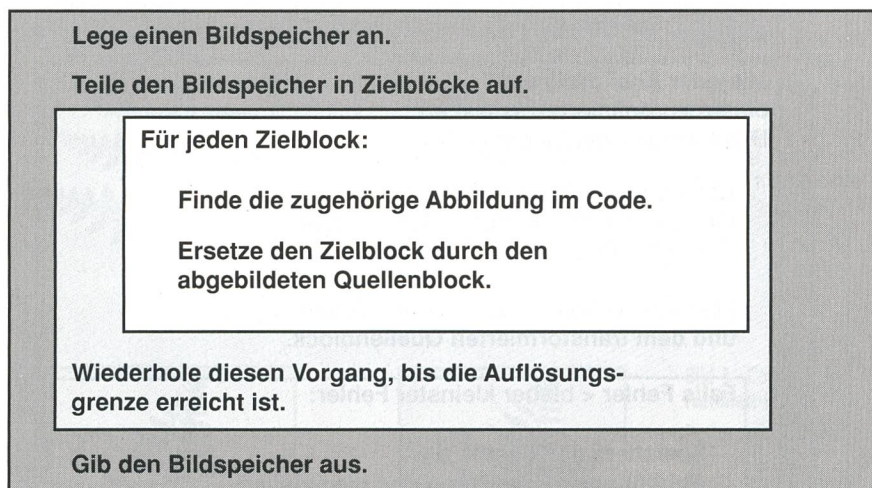 Lege einen Bildspeicher an.
Teile den Bildspeicher in Zielblöcke auf.
Für jeden Zielblock:
Finde die zugehörige Abbildung im Code.
Ersetze den Zielblock durch den
abgebildeten Quellenblock.
Wiederhole diesen Vorgang, bis die Auflösungs-
grenze erreicht ist.
Gib den Bildspeicher aus.